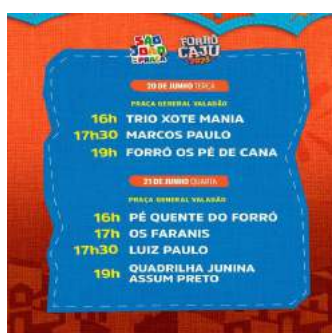 SÃO
JOÃO
NA PRAÇA
FORRÓ
CAJU
2023
20 DE JUNHO TERÇA
PRAÇA GENERAL VALADÃO
16h TRIO XOTE MANIA
17h30 MARCOS PAULO
19h FORRÓ OS PÉ DE CANA
21 DE JUNHO QUARTA
PRAÇA GENERAL VALADÃO
16h PÉ QUENTE DO FORRÓ
17h OS FARANIS
17h30 LUIZ PAULO
19h QUADRILHA JUNINA
ASSUM PRETO